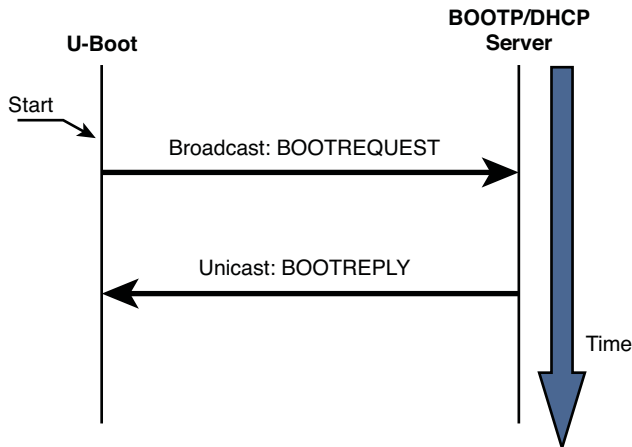 BOOTP/DHCP
Server
U-Boot
Start
Broadcast: BOOTREQUEST
Unicast: BOOTREPLY
Time